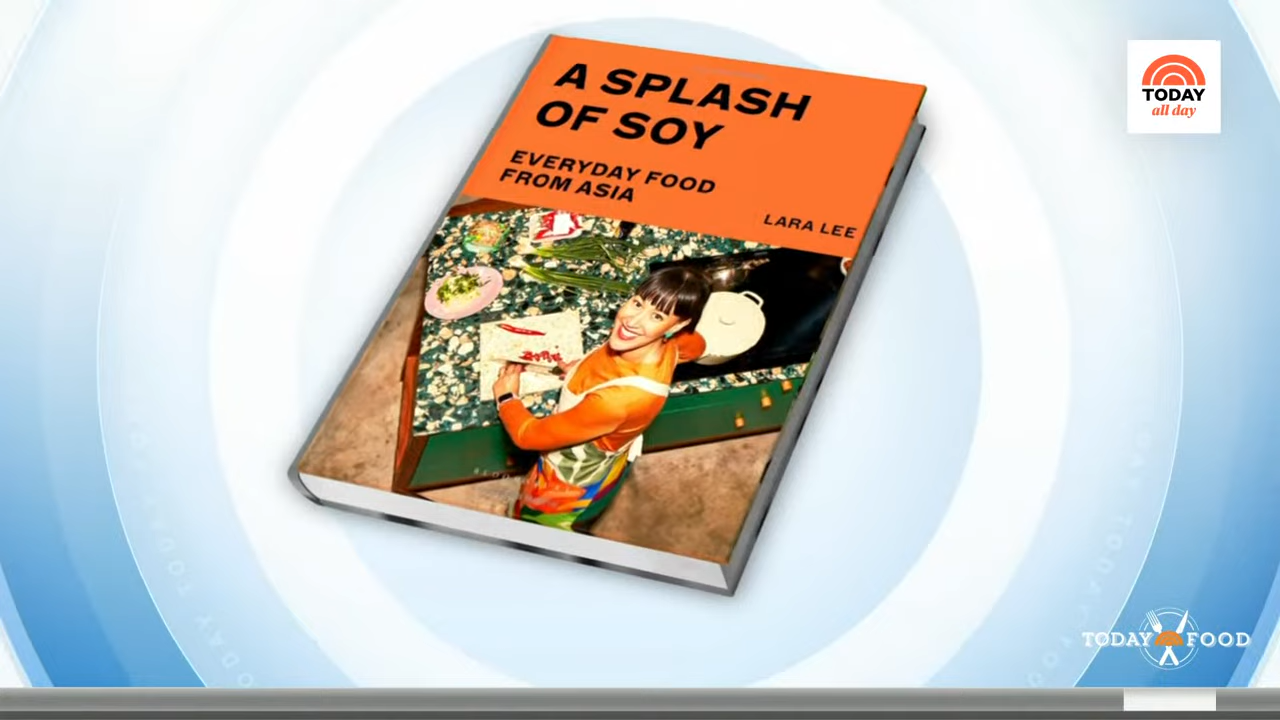 A SPLASH
OF SOY
EVERYDAY FOOD
FROM ASIA
LARA LEE
TODAY
all day
TODAY FOOD